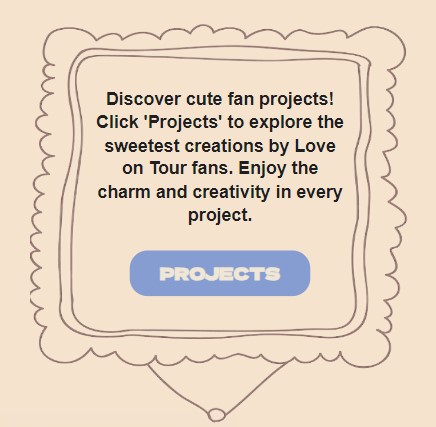 Discover cute fan projects!
Click 'Projects' to explore the
sweetest creations by Love
on Tour fans. Enjoy the
charm and creativity in every
project.
PROJECTS